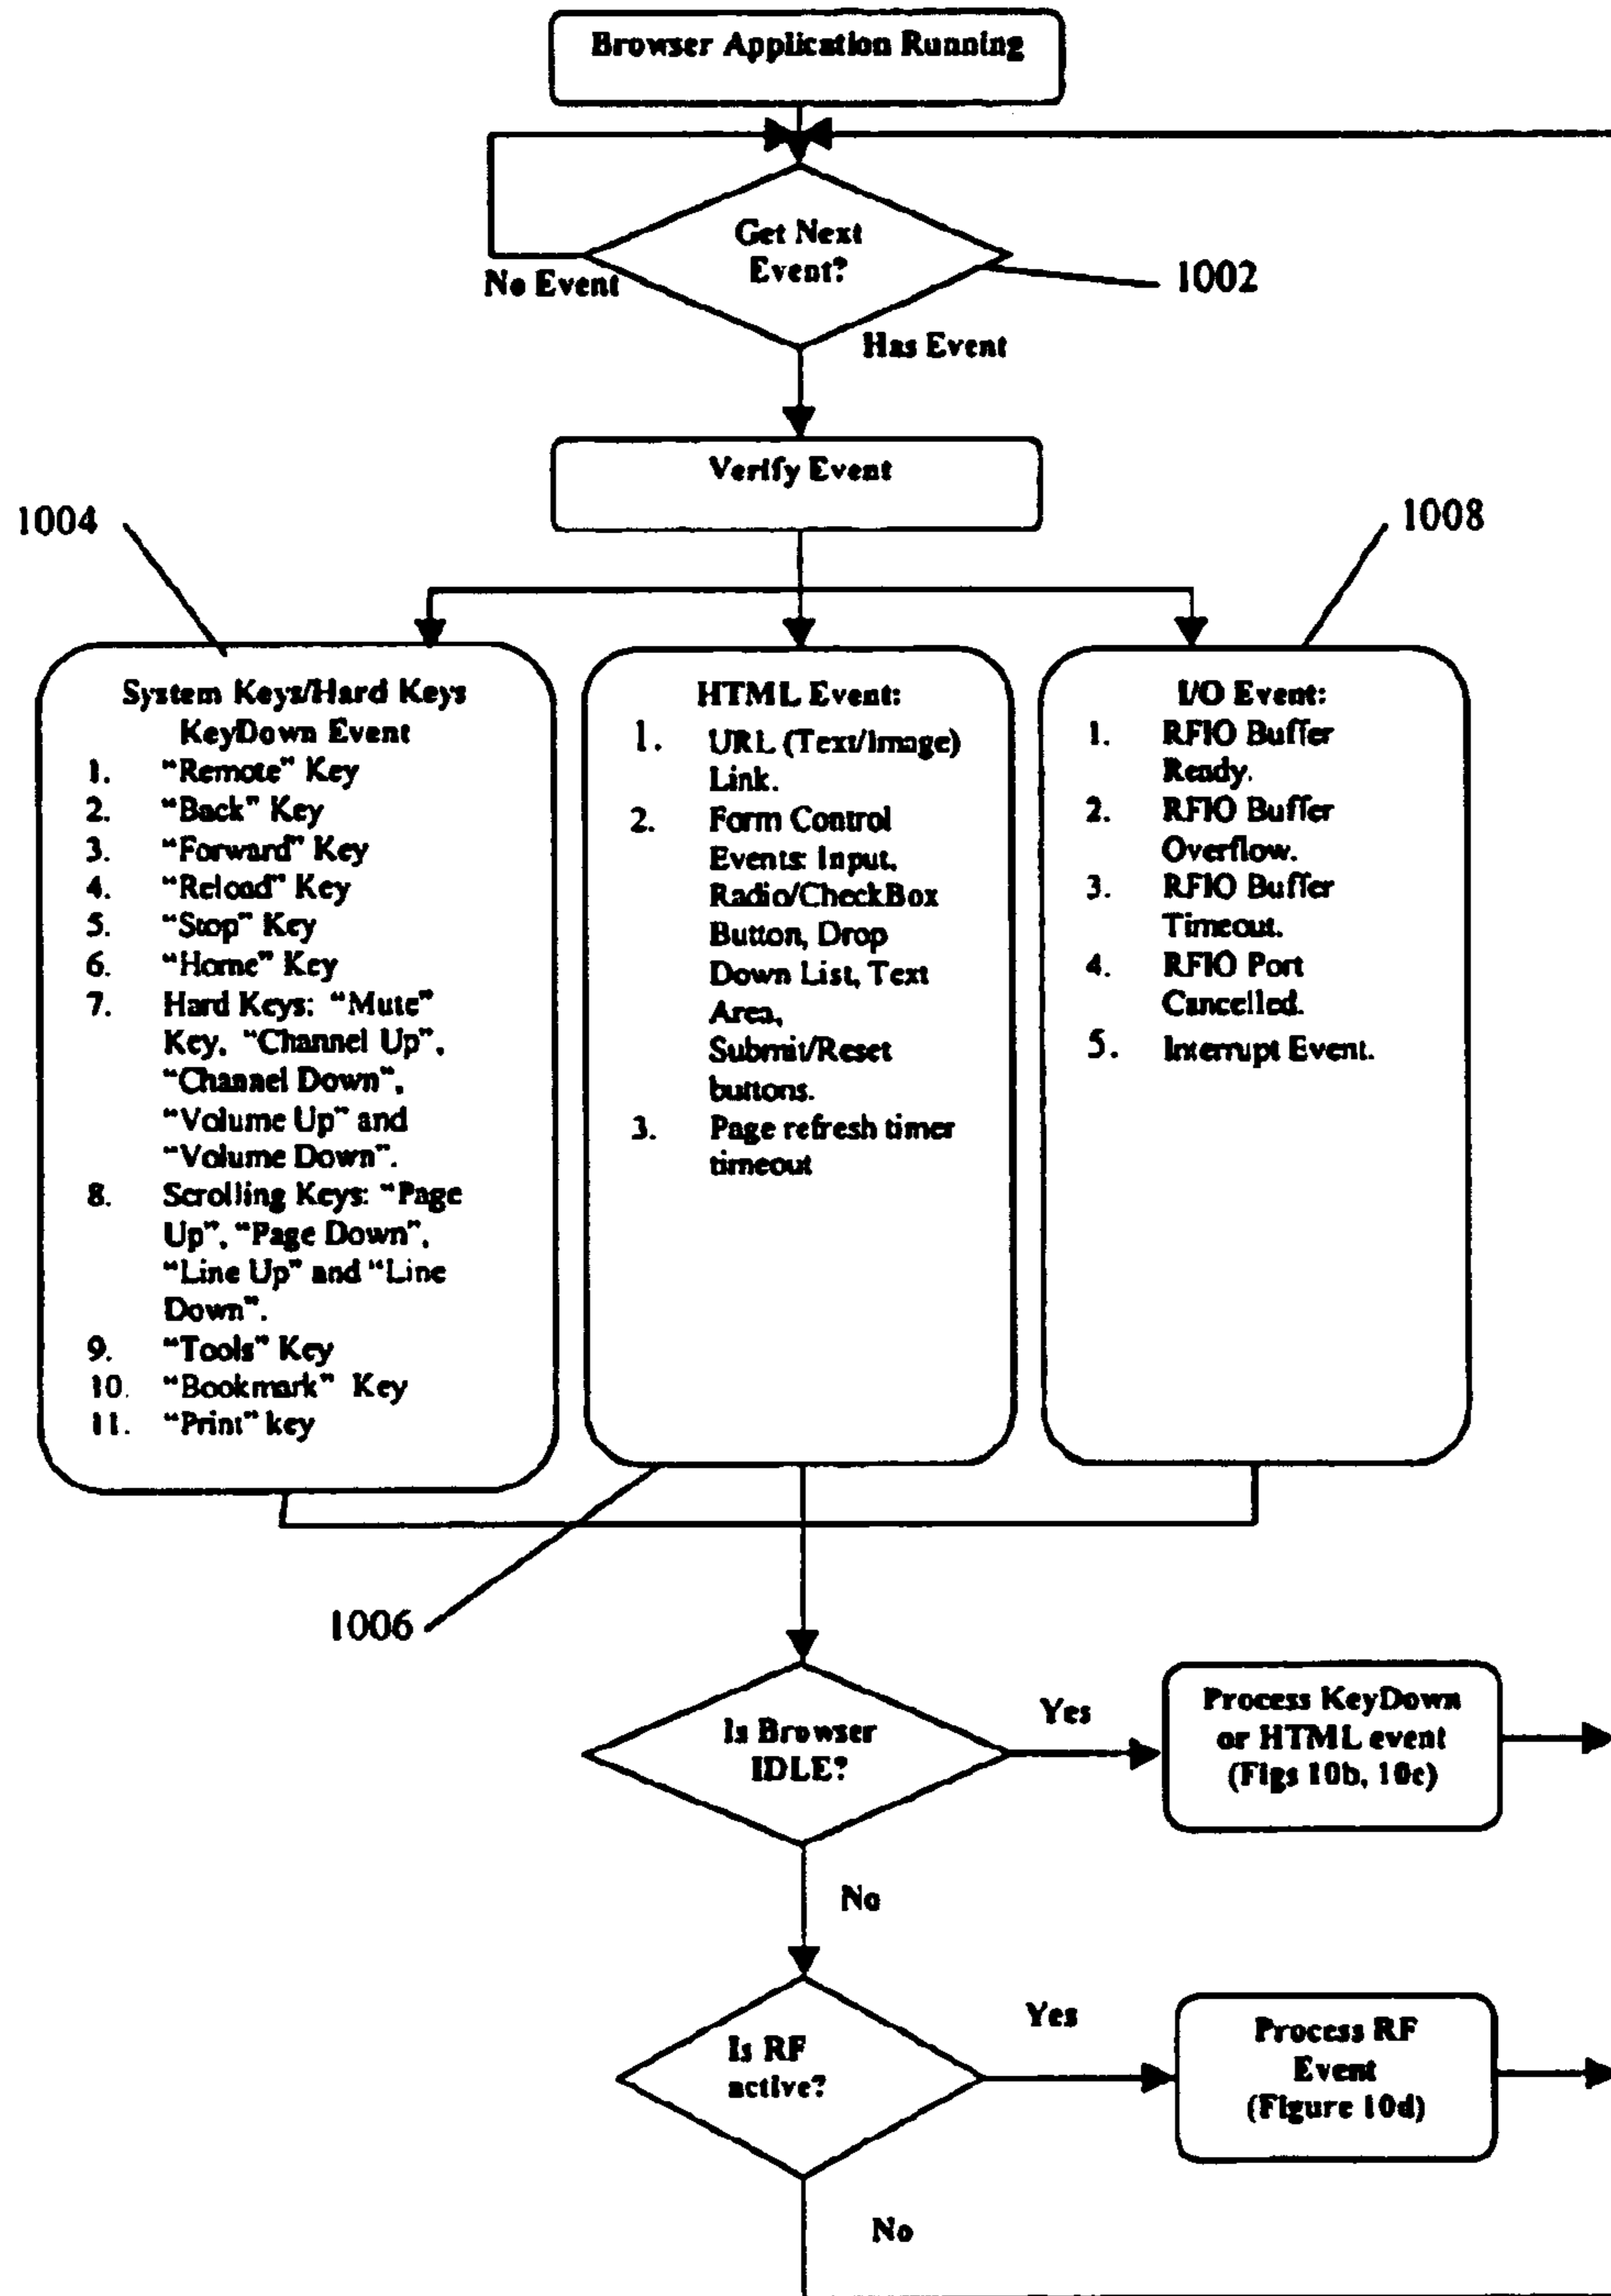 Browser Application Running
Get Next
Event?
1002
No Event
Has Event
Verify Event
1004
1008
System Keys/Hard Keys
KeyDown Event
1. "Remote" Key
2. "Back" Key
3. "Forward" Key
4. "Reload" Key
5. "Stop" Key
6. "Home" Key
7. Hard Keys: "Mute"
Key, "Channel Up",
"Channel Down",
"Volume Up" and
"Volume Down".
8. Scrolling Keys: "Page
Up", "Page Down",
"Line Up" and "Line
Down".
9. "Tools" Key
10. "Bookmark" Key
11. "Print" key
HTML Event:
1. URL (Text/Image)
Link.
2. Form Control
Events: Input,
Radio/CheckBox
Button, Drop
Down List, Text
Area,
Submit/Reset
buttons.
3. Page refresh timer
timeout
I/O Event:
1. RFIO Buffer
Ready.
2. RFIO Buffer
Overflow.
3. RFIO Buffer
Timeout.
4. RFIO Port
Cancelled.
5. Interrupt Event.
1006
Is Browser
IDLE?
Yes
Process KeyDown
or HTML event
(Figs 10b, 10c)
No
Is RF
active?
Yes
Process RF
Event
(Figure 10d)
No